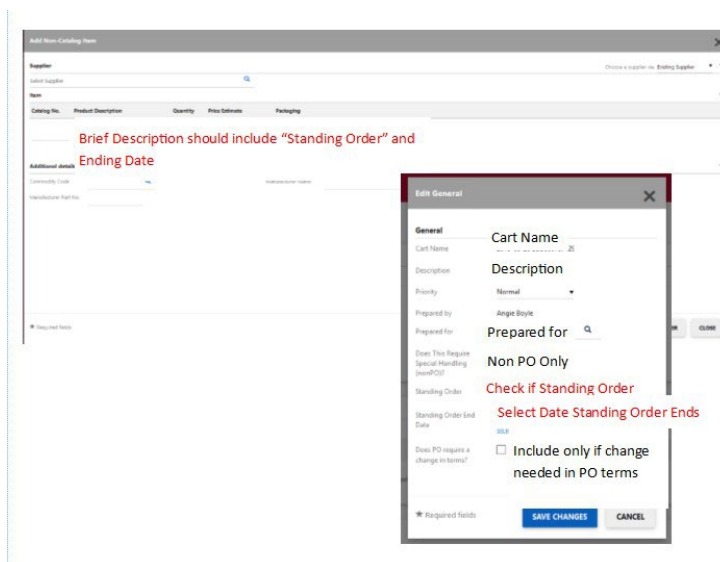 Add Non-Catalog Item
Supplier
Choose a supplier via: Existing Supplier
Select Supplier
Item
Catalog No. Product Description Quantity Price Estimate Packaging
Brief Description should include “Standing Order” and
Ending Date
Additional details
Commodity Code
Manufacturer Name
Manufacturer Part No.
★ Required fields
CLOSE
Edit General
General
Cart Name Cart Name
Description Description
Priority Normal
Prepared by Angie Boyle
Prepared for Prepared for
Does This Require
Special Handling
(nonPO)?
Non PO Only
Standing Order Check if Standing Order
Standing Order End
Date
Select Date Standing Order Ends
Does PO require a
change in terms?
Include only if change
needed in PO terms
★ Required fields
SAVE CHANGES CANCEL